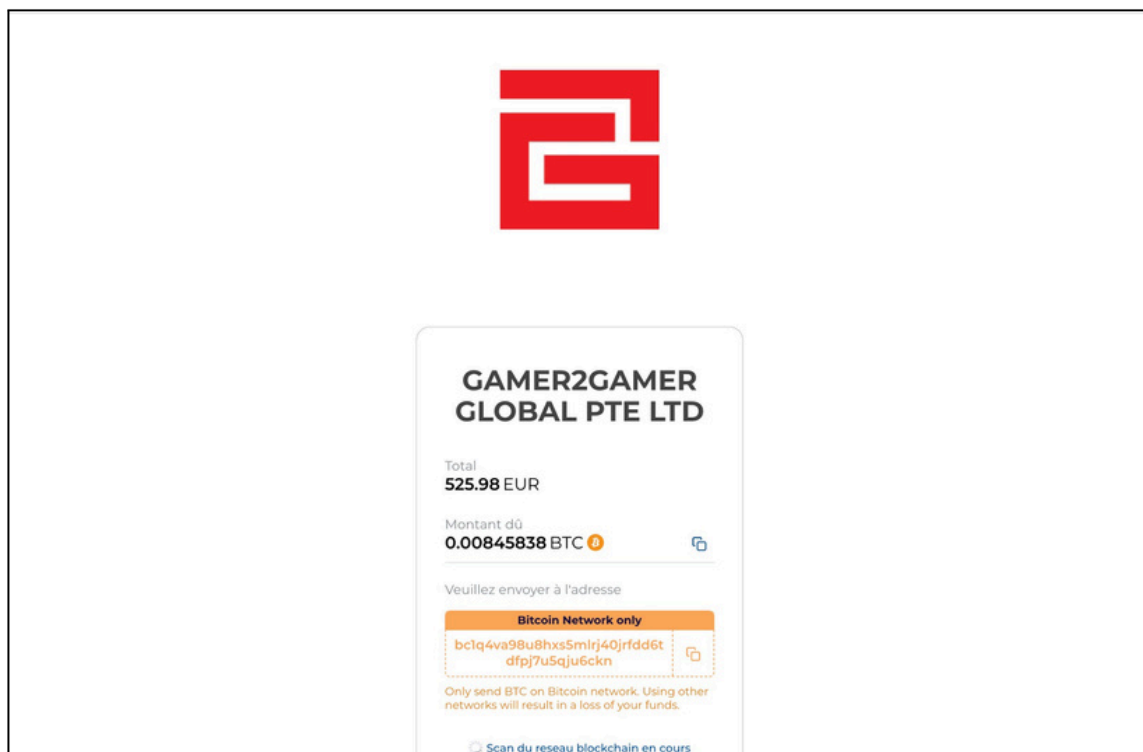 GAMER2GAMER
GLOBAL PTE LTD
Total
525.98 EUR
Montant dû
0.00845838 BTC
Veuillez envoyer à l'adresse
Bitcoin Network only
bc1q4va98u8hxs5mlrj40jrfdd6t
dfpj7u5qju6ckn
Only send BTC on Bitcoin network. Using other
networks will result in a loss of your funds.
Scan du reseau blockchain en cours